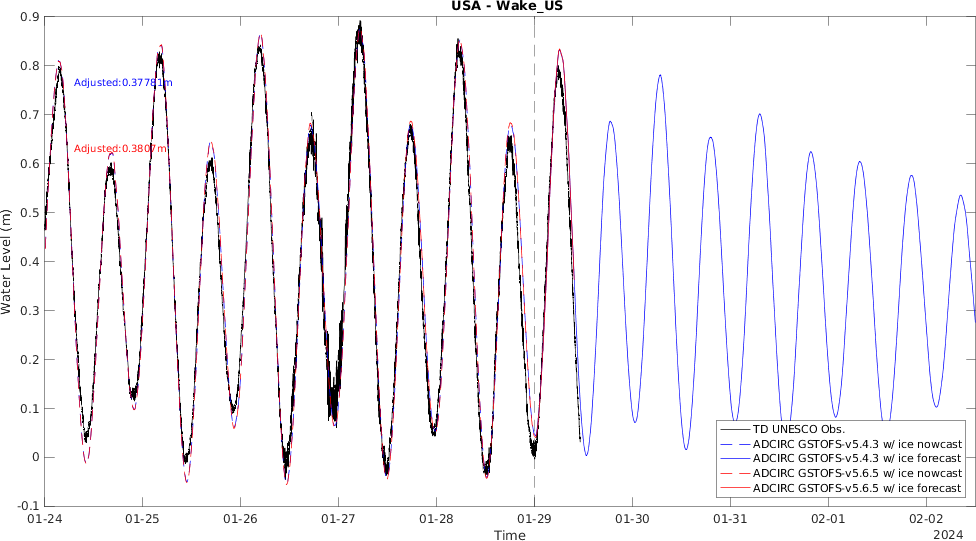 USA - Wake_US
0.9
0.8
0.7
0.6
0.5
0.4
0.3
0.2
0.1
0
-0.1
Water Level (m)
Adjusted:0.37781m
Adjusted:0.3807m
TD UNESCO Obs.
ADCIRC GSTOFS-v5.4.3 w/ ice nowcast
ADCIRC GSTOFS-v5.4.3 w/ ice forecast
ADCIRC GSTOFS-v5.6.5 w/ ice nowcast
ADCIRC GSTOFS-v5.6.5 w/ ice forecast
01-24 01-25 01-26 01-27 01-28 01-29 01-30 01-31 02-01 02-02
Time
2024